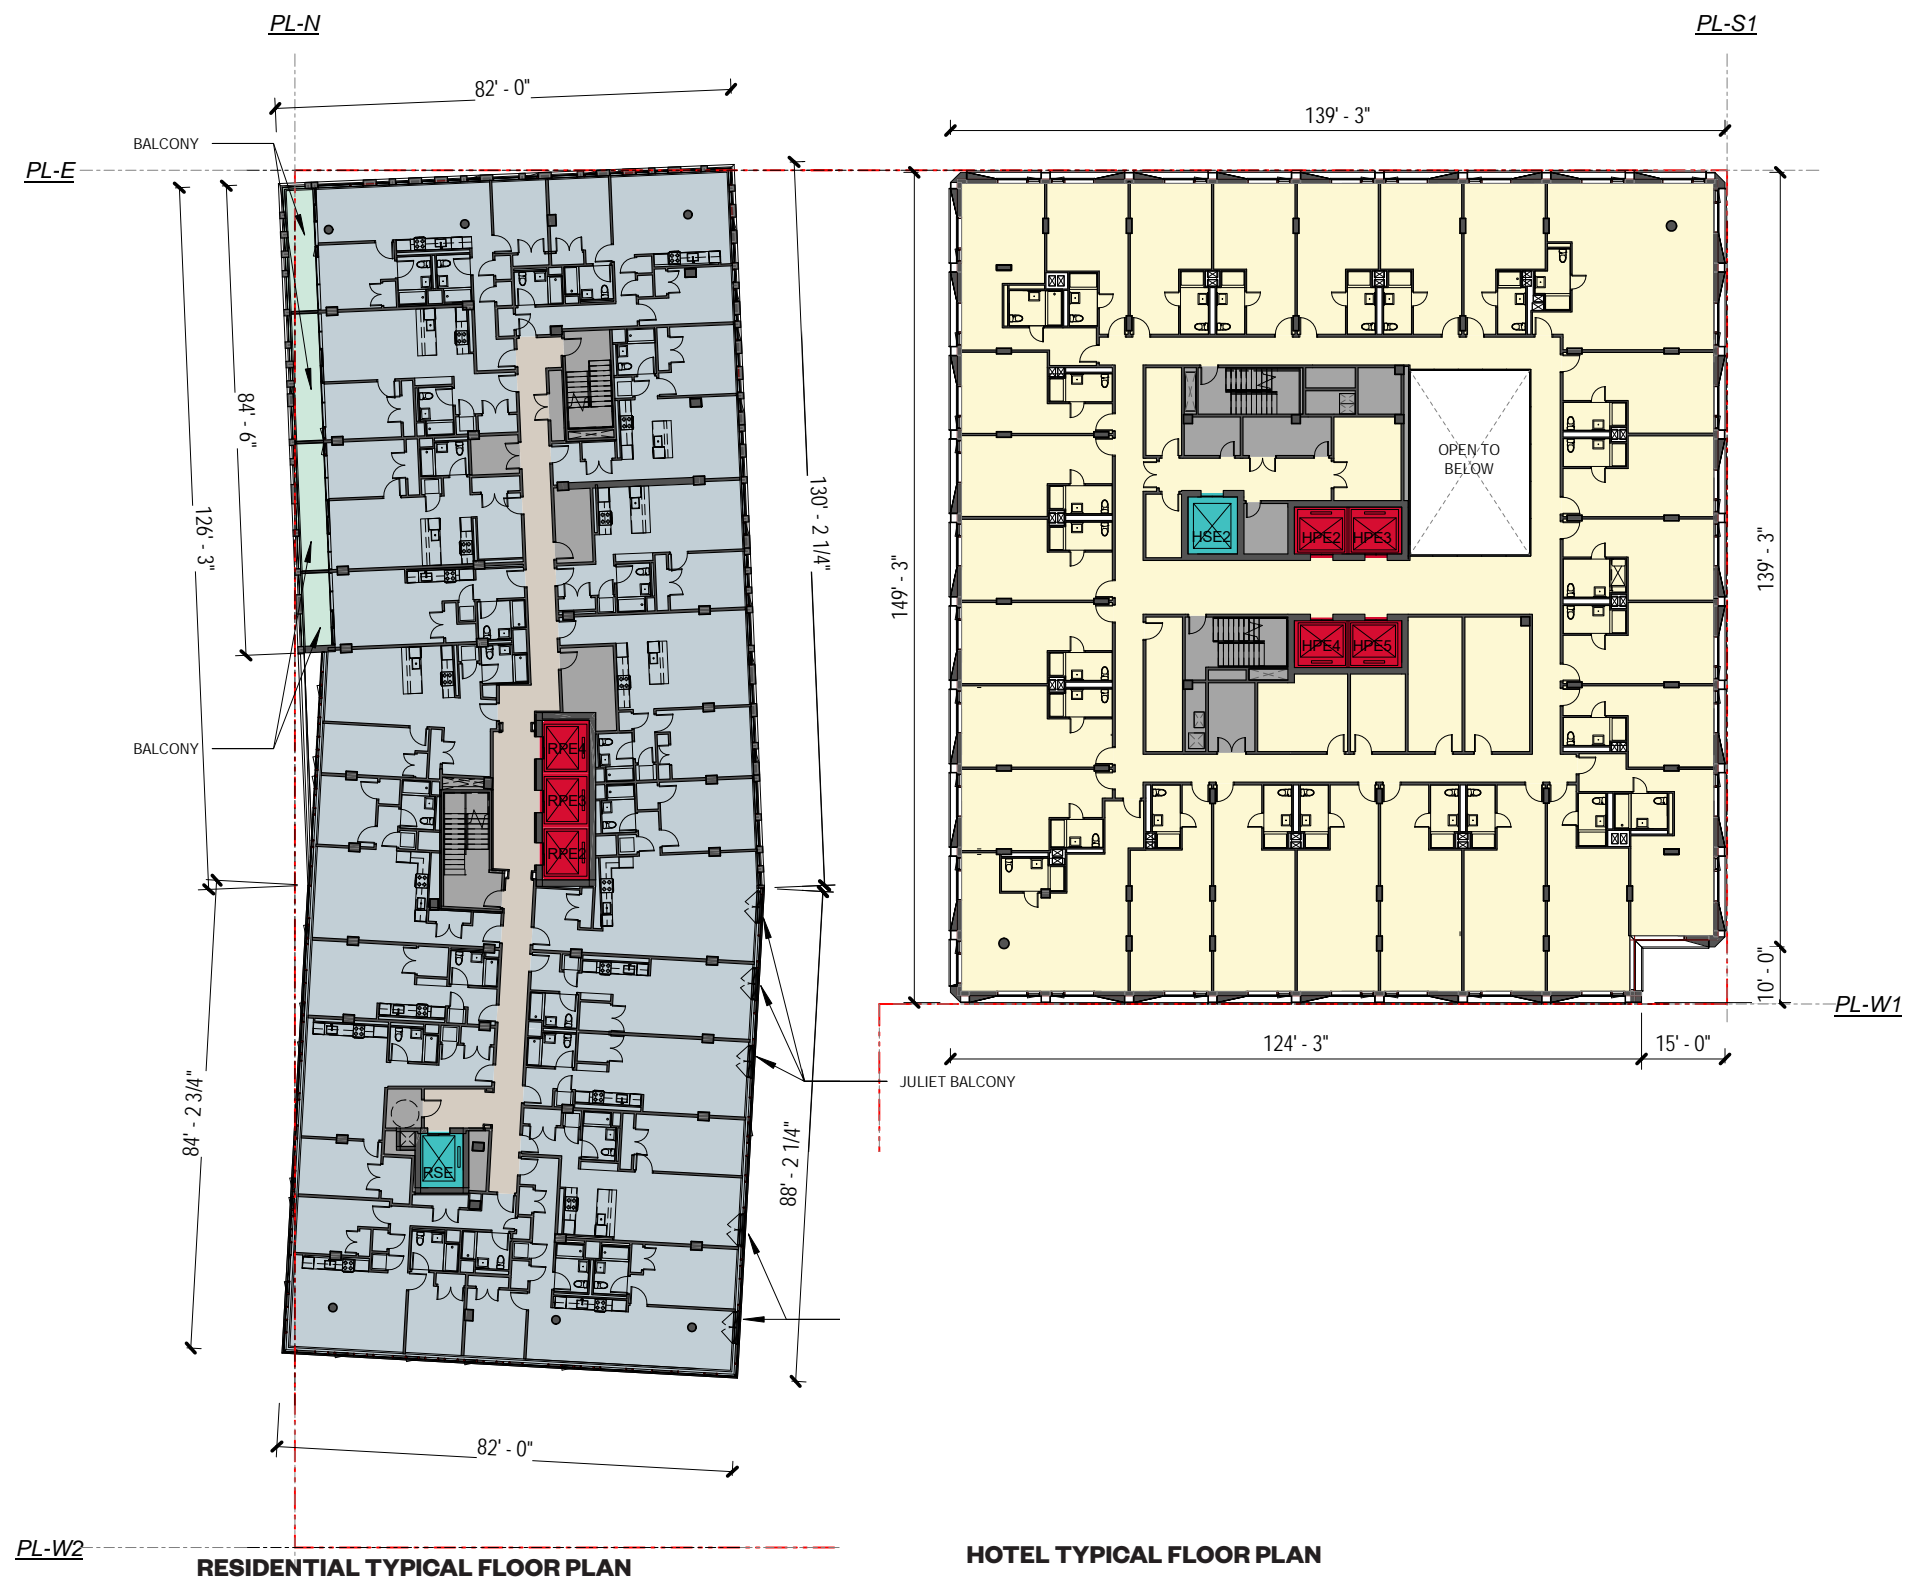 PL-N
PL-S1
82' - 0"
139' - 3"
BALCONY
PL-E
84' - 6"
126' - 3"
130' - 2 1/4"
OPEN TO
BELOW
HSE2
HPE2
HPE3
149' - 3"
139' - 3"
HPE4
HPE5
BALCONY
RPE4
RPE3
RPE2
10' - 0"
PL-W1
124' - 3"
15' - 0"
JULIET BALCONY
84' - 2 3/4"
88' - 2 1/4"
RSE
82' - 0"
PL-W2
RESIDENTIAL TYPICAL FLOOR PLAN
HOTEL TYPICAL FLOOR PLAN